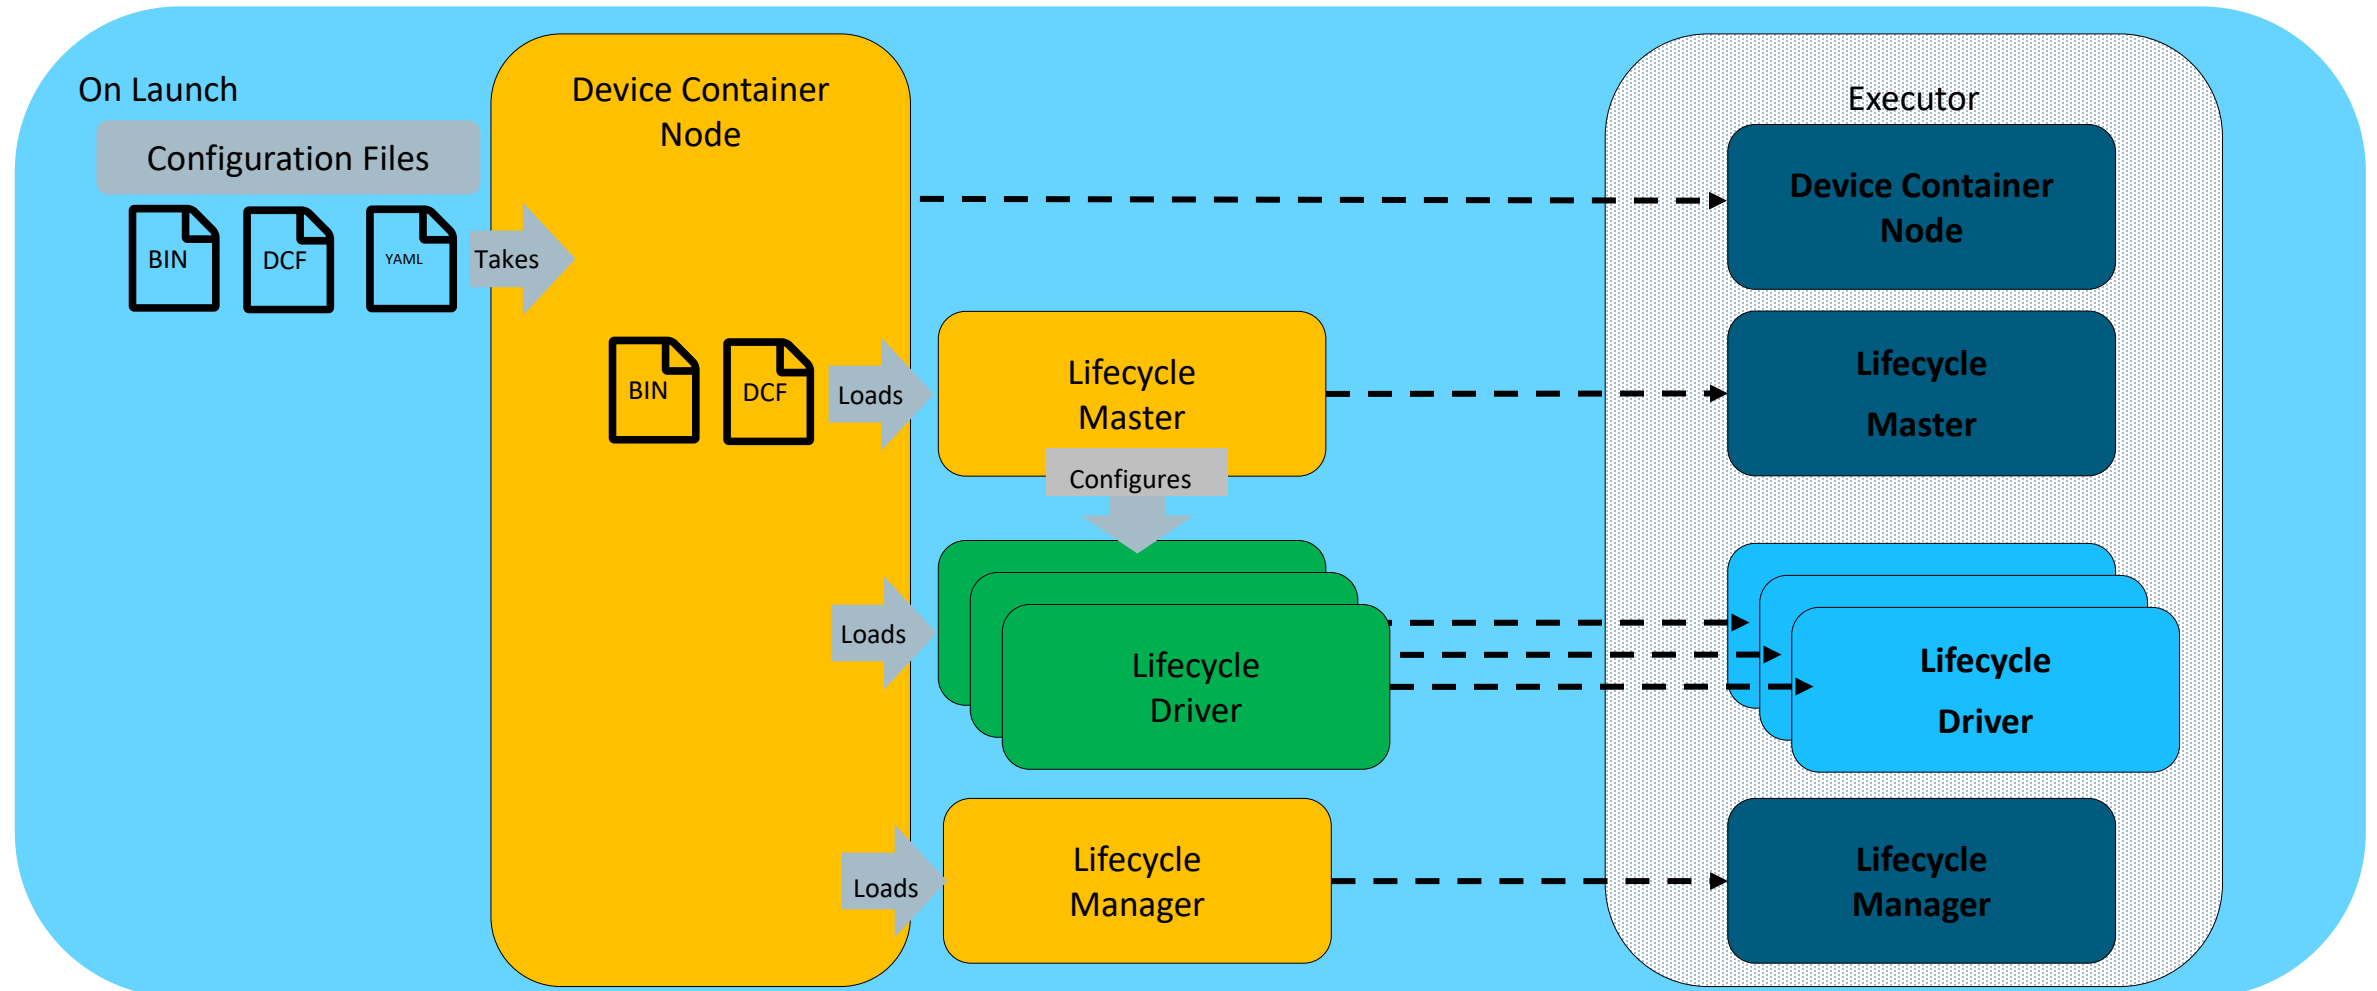 On Launch
Configuration Files
BIN
DCF
YAML
Takes
Device Container
Node
BIN
DCF
Loads
Lifecycle
Master
Configures
Loads
Lifecycle
Driver
Loads
Lifecycle
Manager
Executor
Device Container
Node
Lifecycle
Master
Lifecycle
Driver
Lifecycle
Manager